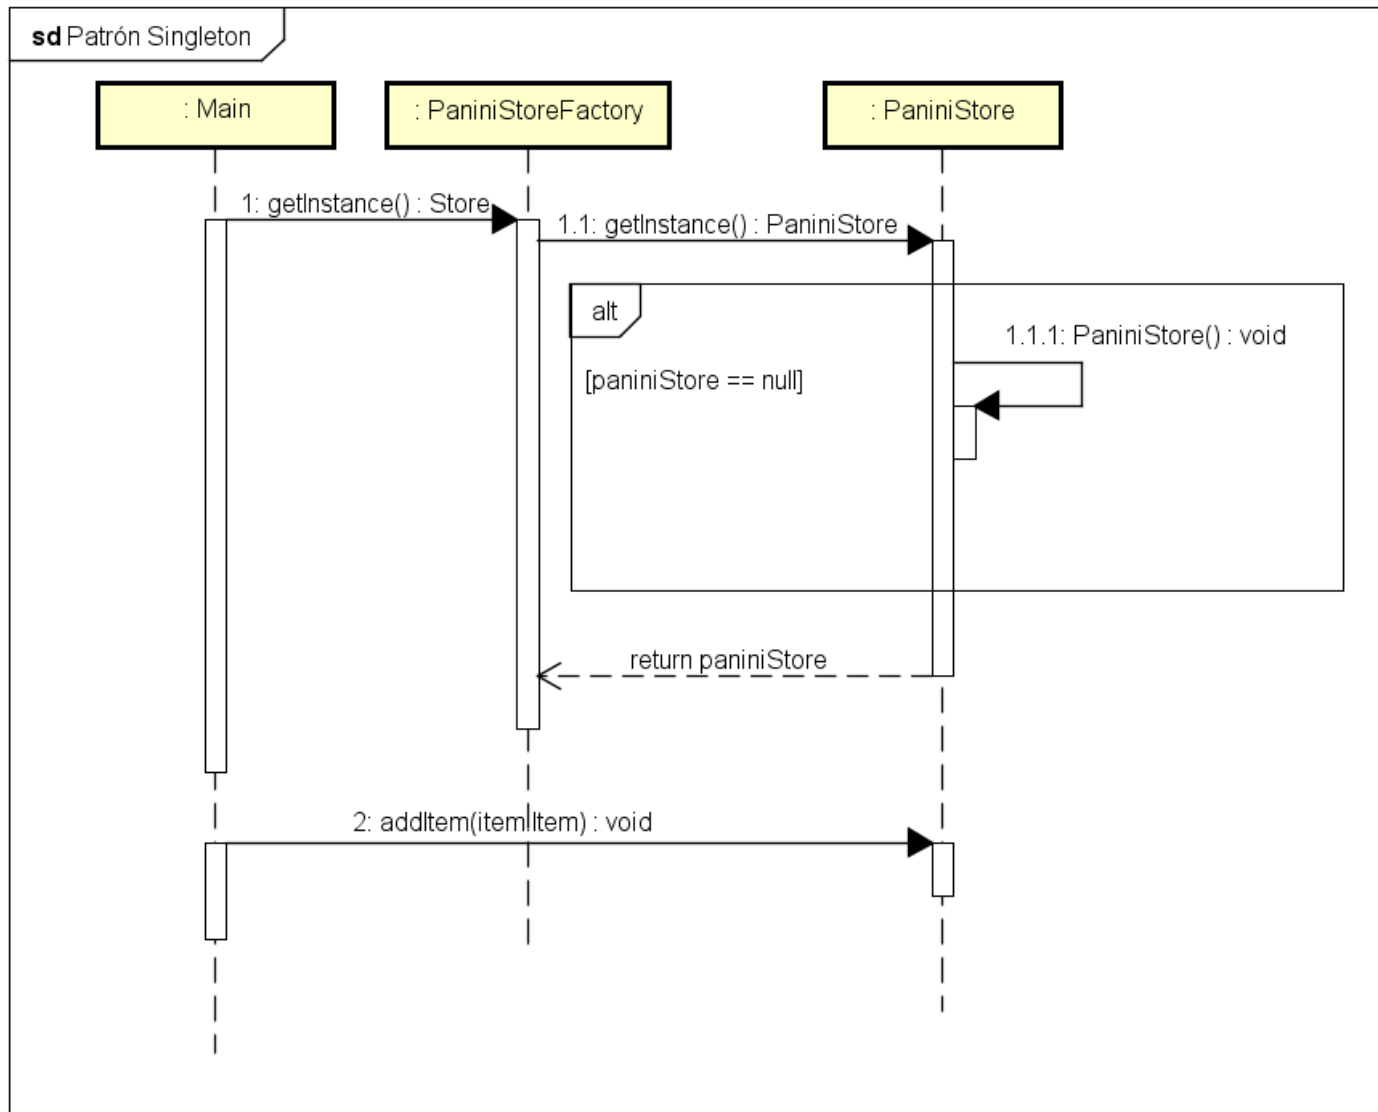 sd Patrón Singleton
: Main
: PaniniStoreFactory
: PaniniStore
1: getInstance() : Store
1.1: getInstance() : PaniniStore
alt
1.1.1: PaniniStore() : void
[paniniStore == null]
return paniniStore
2: addItem(item:Item) : void